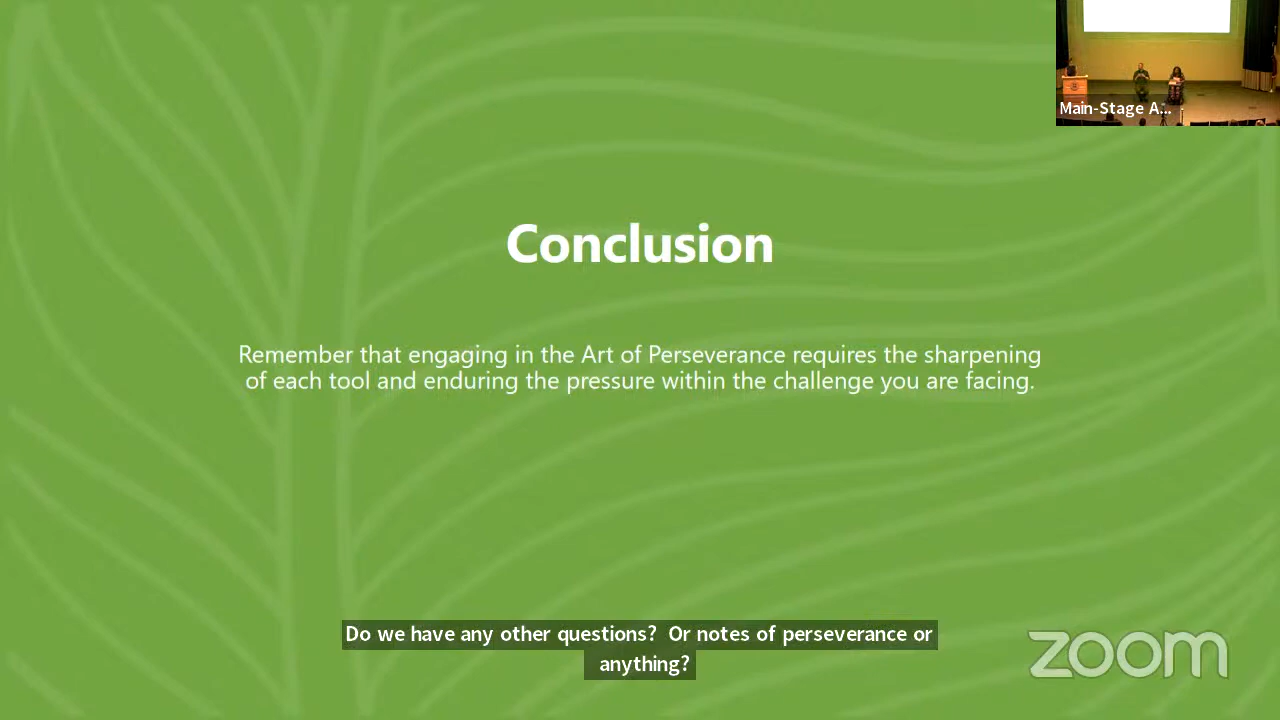 Main-Stage A...
Conclusion
Remember that engaging in the Art of Perseverance requires the sharpening
of each tool and enduring the pressure within the challenge you are facing.
Do we have any other questions?  Or notes of perseverance or
anything?
zoom